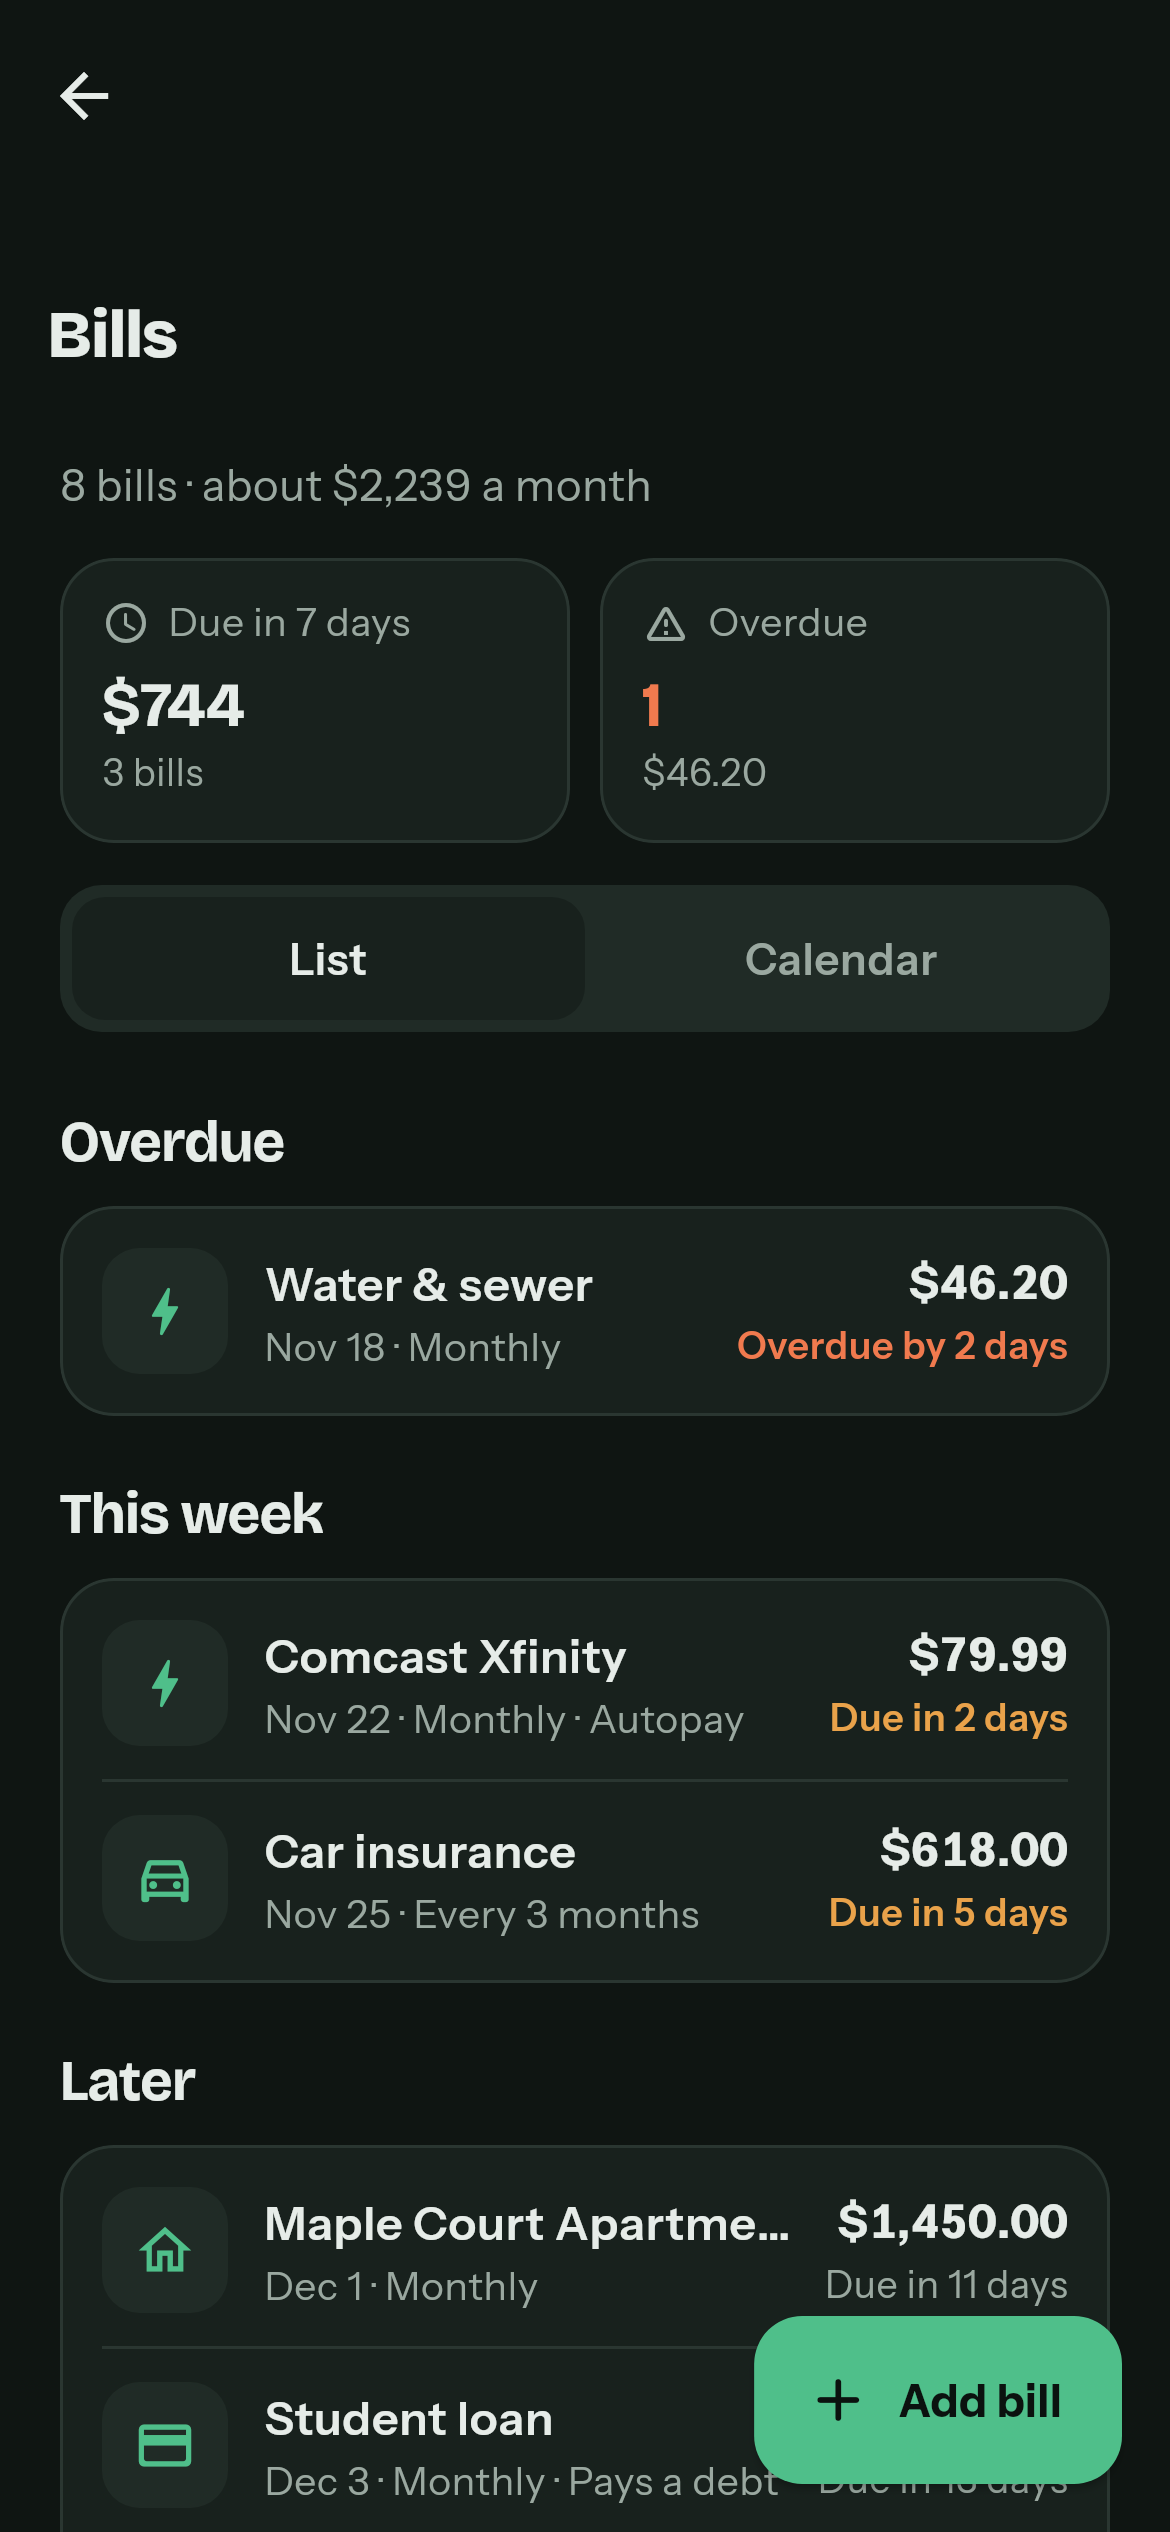 Bills
8 bills · about $2,239 a month
Due in 7 days
$744
3 bills
Overdue
1
$46.20
List
Calendar
Overdue
Water & sewer
$46.20
Nov 18 · Monthly
Overdue by 2 days
This week
Comcast Xfinity
$79.99
Nov 22 · Monthly · Autopay
Due in 2 days
Car insurance
$618.00
Nov 25 · Every 3 months
Due in 5 days
Later
Maple Court Apartme...
$1,450.00
Dec 1 · Monthly
Due in 11 days
Add bill
Student loan
Dec 3 · Monthly · Pays a debt